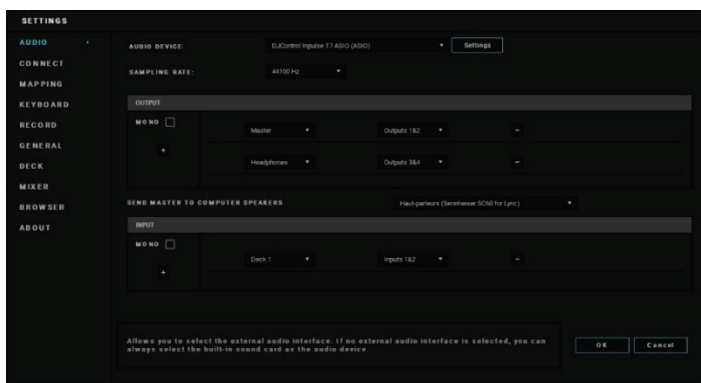 SETTINGS
AUDIO
CONNECT
MAPPING
KEYBOARD
RECORD
GENERAL
DECK
MIXER
BROWSER
ABOUT
AUDIO DEVICE: DJControl Inpulse T7 ASIO (ASIO) Settings
SAMPLING RATE: 44100 Hz
OUTPUT
MONO
Master Outputs 1&2 −
+
Headphones Outputs 3&4 −
SEND MASTER TO COMPUTER SPEAKERS Haut-parleurs (Sennheiser SC60 for Lync)
INPUT
MONO
Deck 1 Inputs 1&2 −
+
Allows you to select the external audio interface. If no external audio interface is selected, you can
always select the built-in sound card as the audio device.
OK Cancel